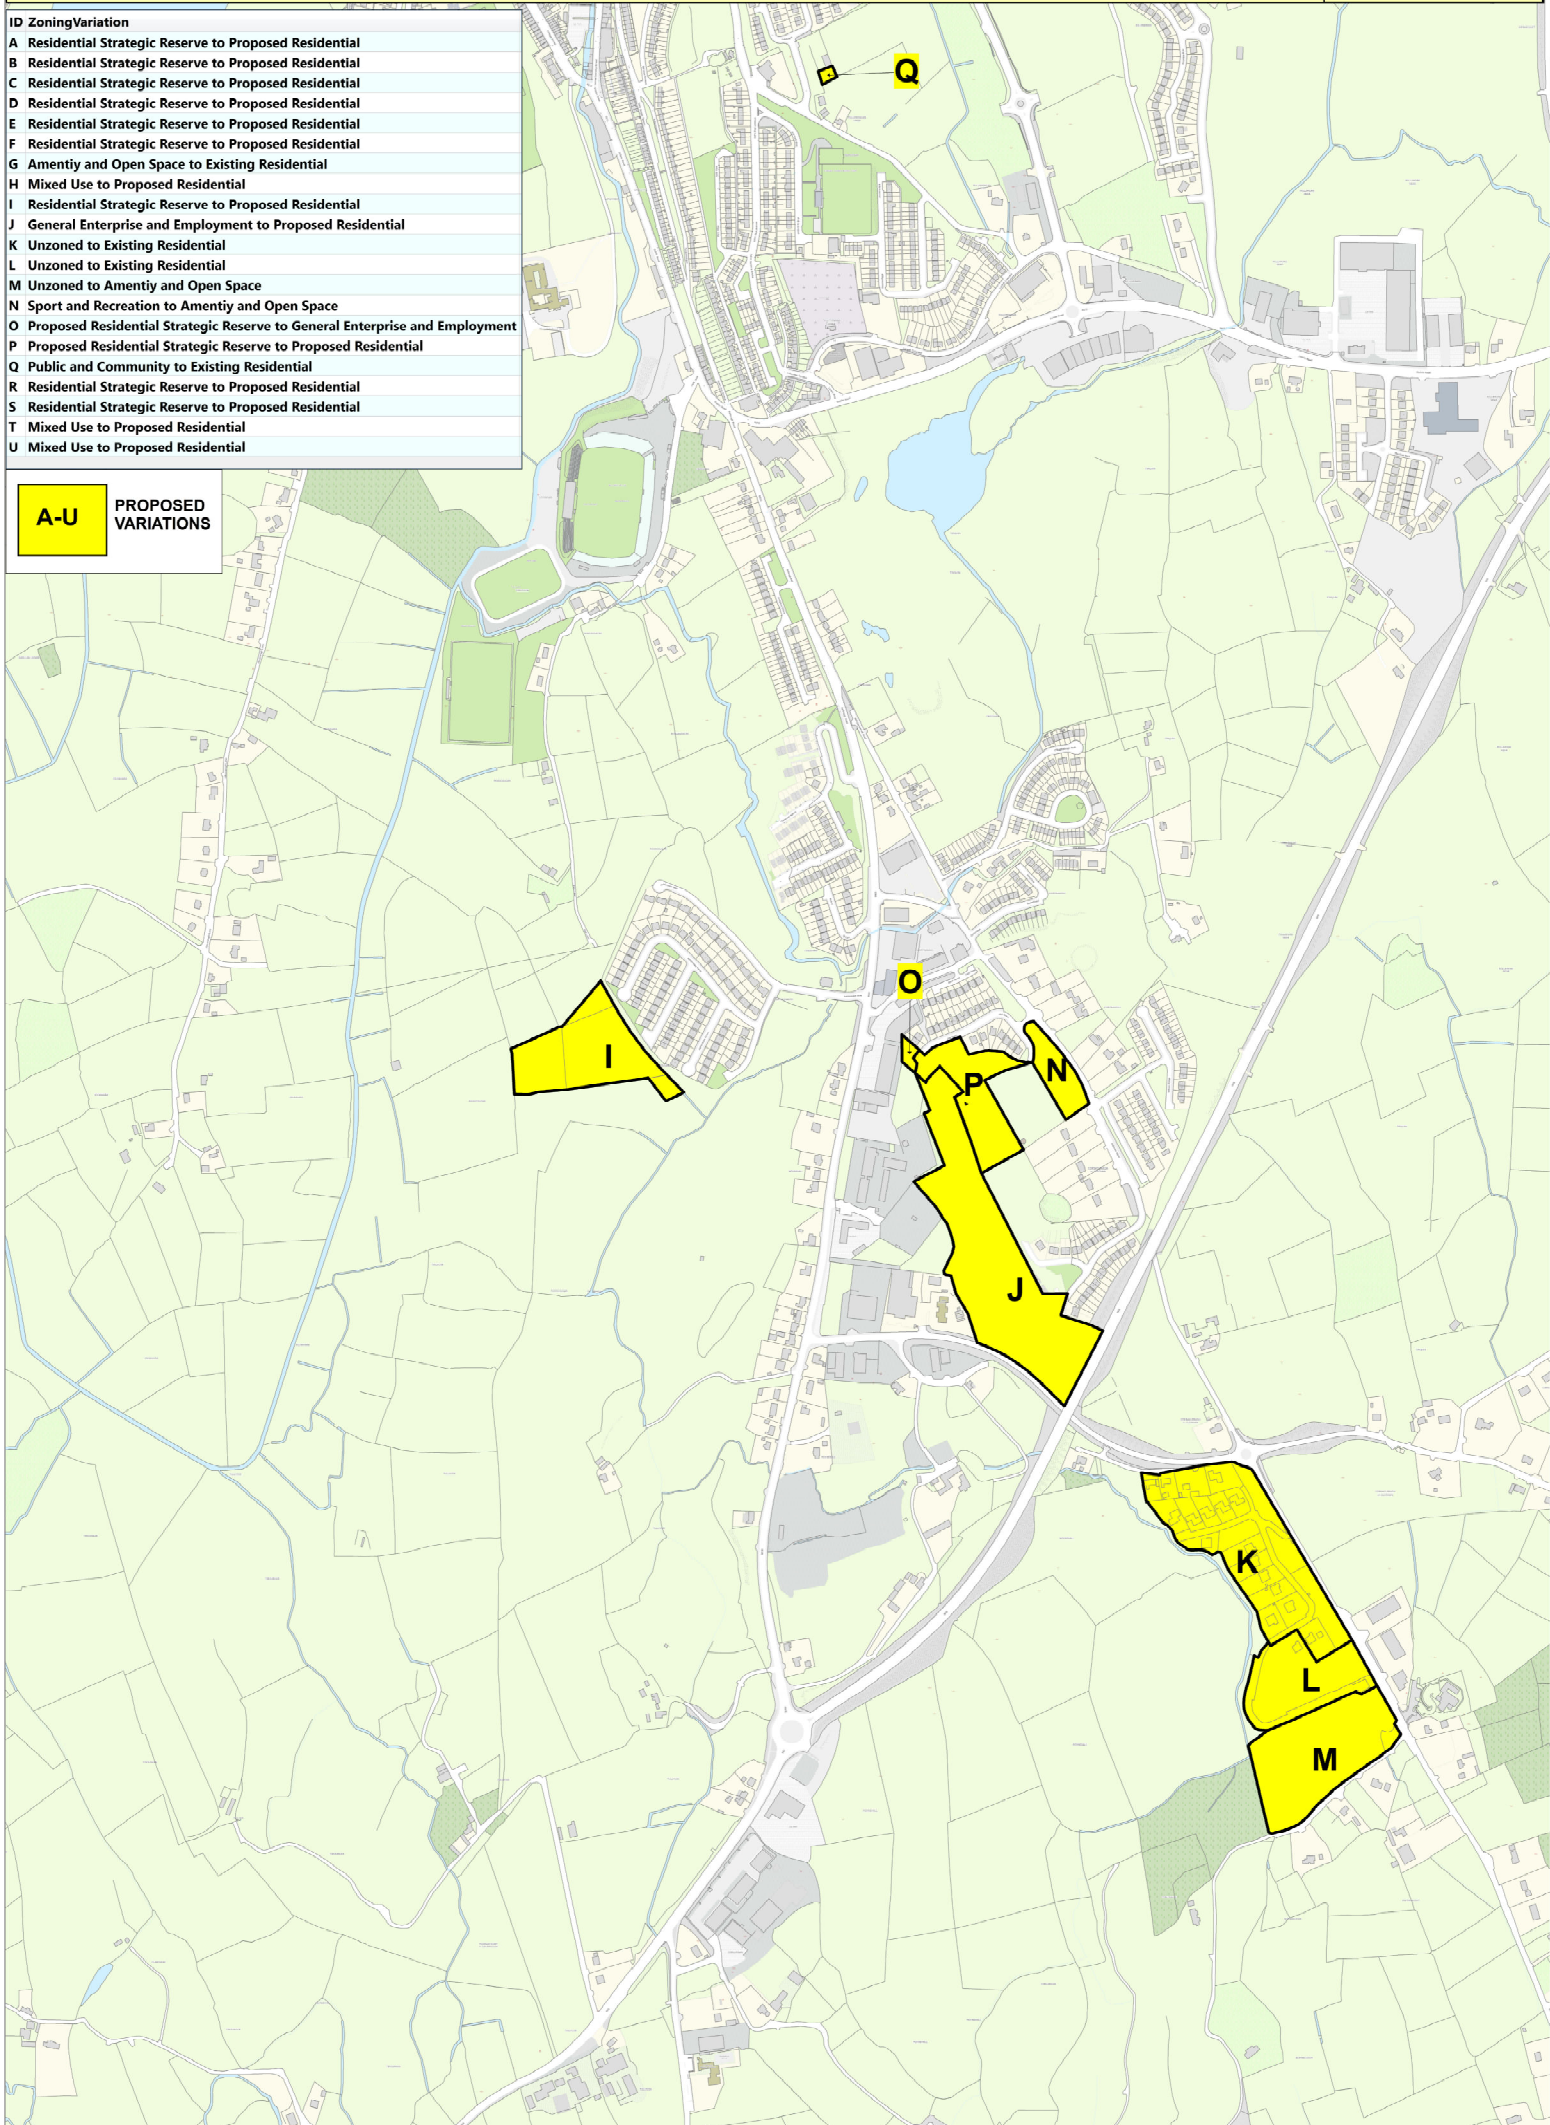 ID ZoningVariation
A Residential Strategic Reserve to Proposed Residential
B Residential Strategic Reserve to Proposed Residential
C Residential Strategic Reserve to Proposed Residential
D Residential Strategic Reserve to Proposed Residential
E Residential Strategic Reserve to Proposed Residential
F Residential Strategic Reserve to Proposed Residential
G Amentiy and Open Space to Existing Residential
H Mixed Use to Proposed Residential
I Residential Strategic Reserve to Proposed Residential
J General Enterprise and Employment to Proposed Residential
K Unzoned to Existing Residential
L Unzoned to Existing Residential
M Unzoned to Amentiy and Open Space
N Sport and Recreation to Amentiy and Open Space
O Proposed Residential Strategic Reserve to General Enterprise and Employment
P Proposed Residential Strategic Reserve to Proposed Residential
Q Public and Community to Existing Residential
R Residential Strategic Reserve to Proposed Residential
S Residential Strategic Reserve to Proposed Residential
T Mixed Use to Proposed Residential
U Mixed Use to Proposed Residential
A-U
PROPOSED
VARIATIONS
Q
O
I
N
P
J
K
L
M